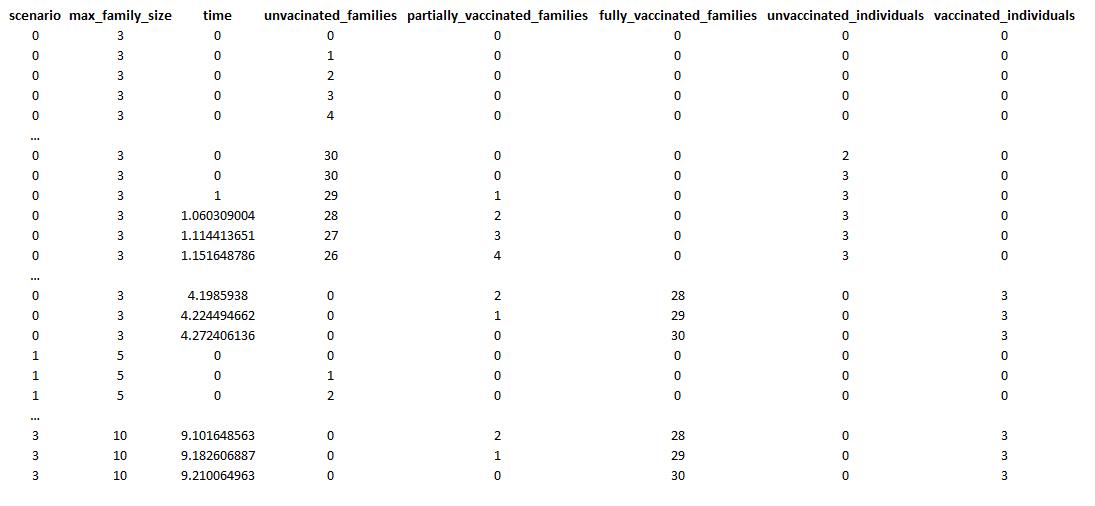 scenario max_family_size time unvacinated_families partially_vaccinated_families fully_vaccinated_families unvaccinated_individuals vaccinated_individuals
0 3 0 0 0 0 0 0
0 3 0 1 0 0 0 0
0 3 0 2 0 0 0 0
0 3 0 3 0 0 0 0
0 3 0 4 0 0 0 0
...
0 3 0 30 0 0 2 0
0 3 0 30 0 0 3 0
0 3 1 29 1 0 3 0
0 3 1.060309004 28 2 0 3 0
0 3 1.114413651 27 3 0 3 0
0 3 1.151648786 26 4 0 3 0
...
0 3 4.1985938 0 2 28 0 3
0 3 4.224494662 0 1 29 0 3
0 3 4.272406136 0 0 30 0 3
1 5 0 0 0 0 0 0
1 5 0 1 0 0 0 0
1 5 0 2 0 0 0 0
...
3 10 9.101648563 0 2 28 0 3
3 10 9.182606887 0 1 29 0 3
3 10 9.210064963 0 0 30 0 3